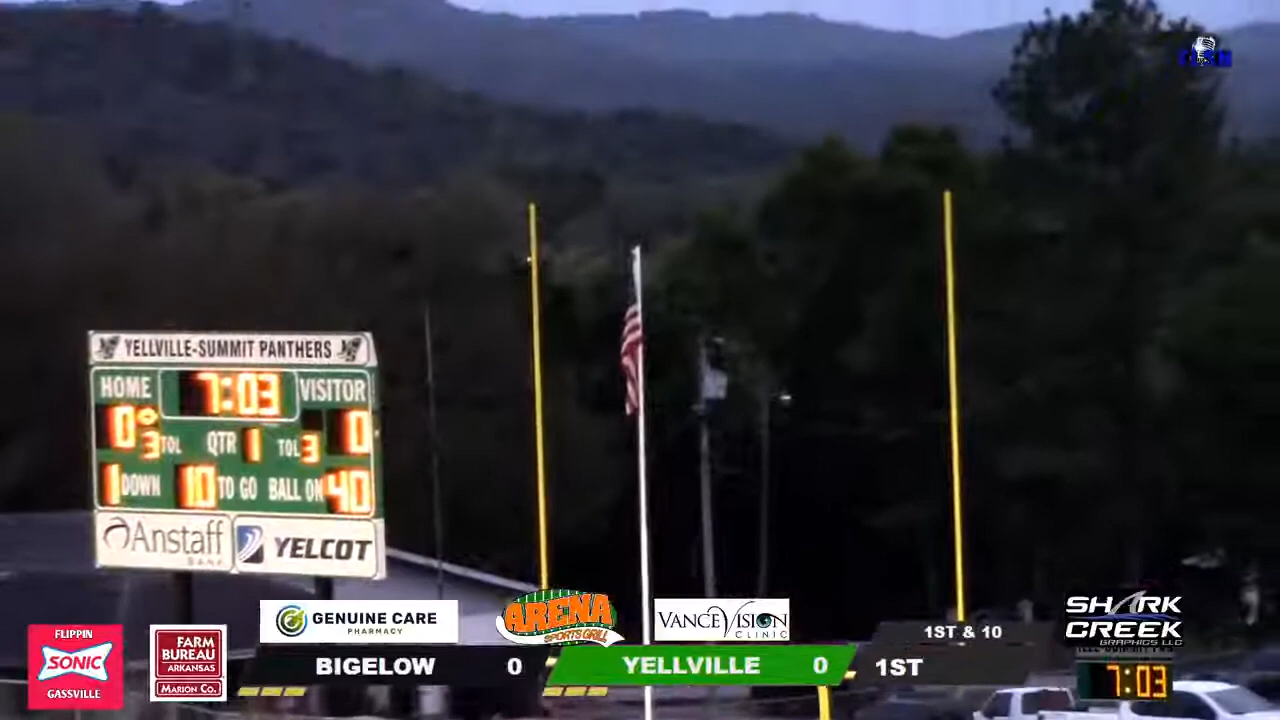 YELLVILLE-SUMMIT PANTHERS
HOME 7:03 VISITOR
0 3 TOL QTR 1 TOL 3 0
1 DOWN 10 TO GO BALL ON 40
Anstaff BANK YELCOT
GENUINE CARE PHARMACY
ARENA SPORTS GRILL
VANCE VISION CLINIC
1ST & 10
SHARK CREEK GRAPHICS LLC
FLIPPIN
SONIC
GASSVILLE
FARM BUREAU
ARKANSAS
MARION CO.
BIGELOW 0 YELLVILLE 0 1ST
7:03